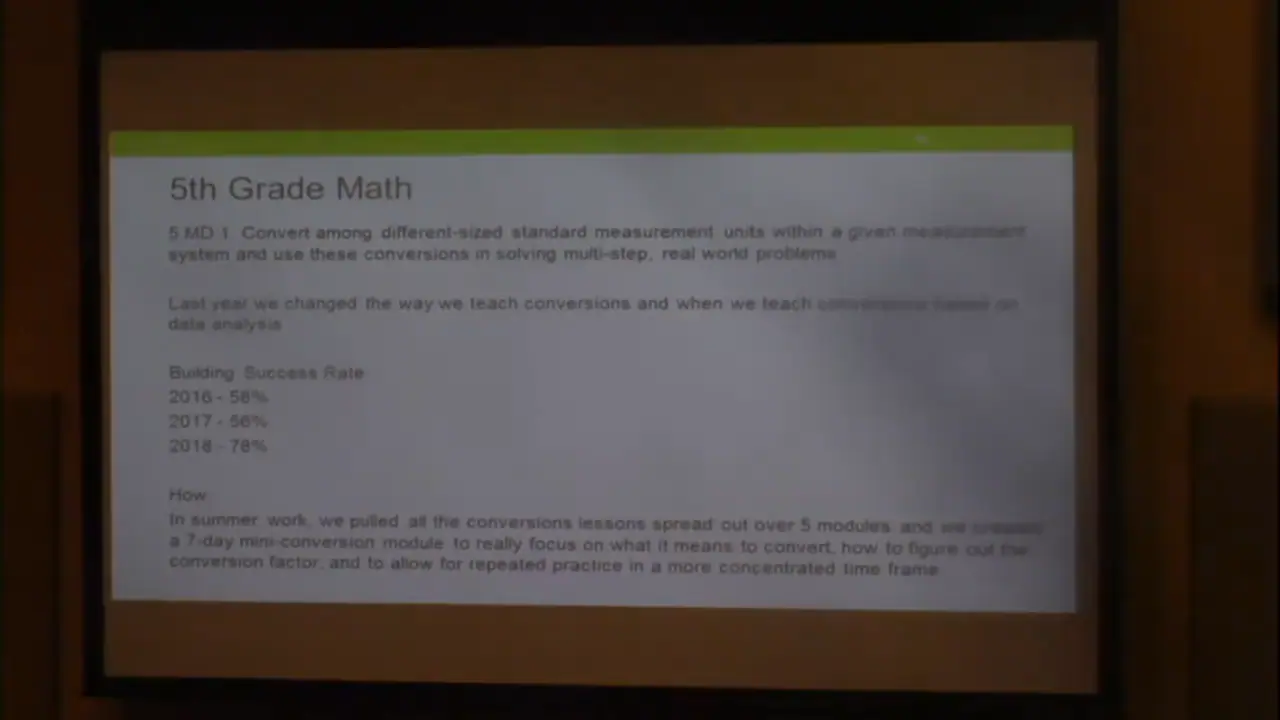 5th Grade Math
5 MD 1 Convert among different-sized standard measurement units within a given measurement
system and use these conversions in solving multi-step, real world problems
Last year we changed the way we teach conversions and when we teach conversions based on
data analysis
Building Success Rate
2016 - 58%
2017 - 56%
2018 - 78%
How
In summer work, we pulled all the conversions lessons spread out over 5 modules and we created
a 7-day mini-conversion module to really focus on what it means to convert, how to figure out the
conversion factor, and to allow for repeated practice in a more concentrated time frame